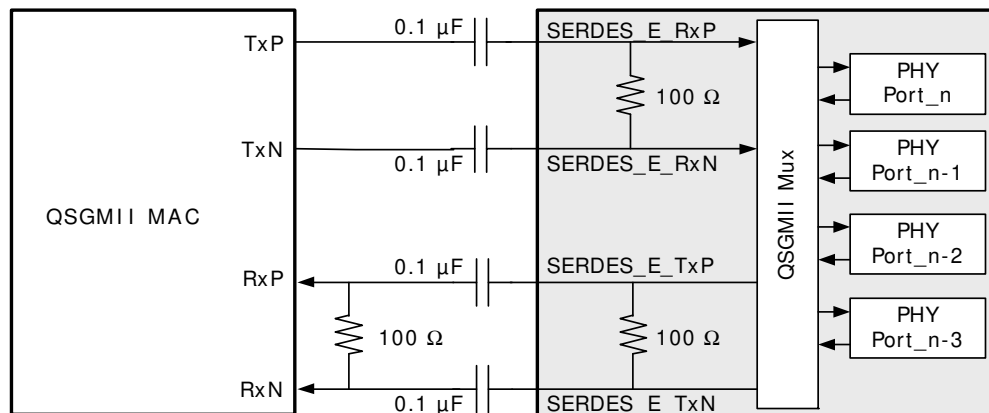 0.1 µF
SERDES_E_RxP
TxP
PHY
Port_n
100 Ω
TxN
0.1 µF
SERDES_E_RxN
PHY
Port_n-1
QSGMII MAC
QSGMII Mux
PHY
Port_n-2
0.1 µF
SERDES_E_TxP
RxP
100 Ω
100 Ω
PHY
Port_n-3
RxN
0.1 µF
SERDES_E_TxN